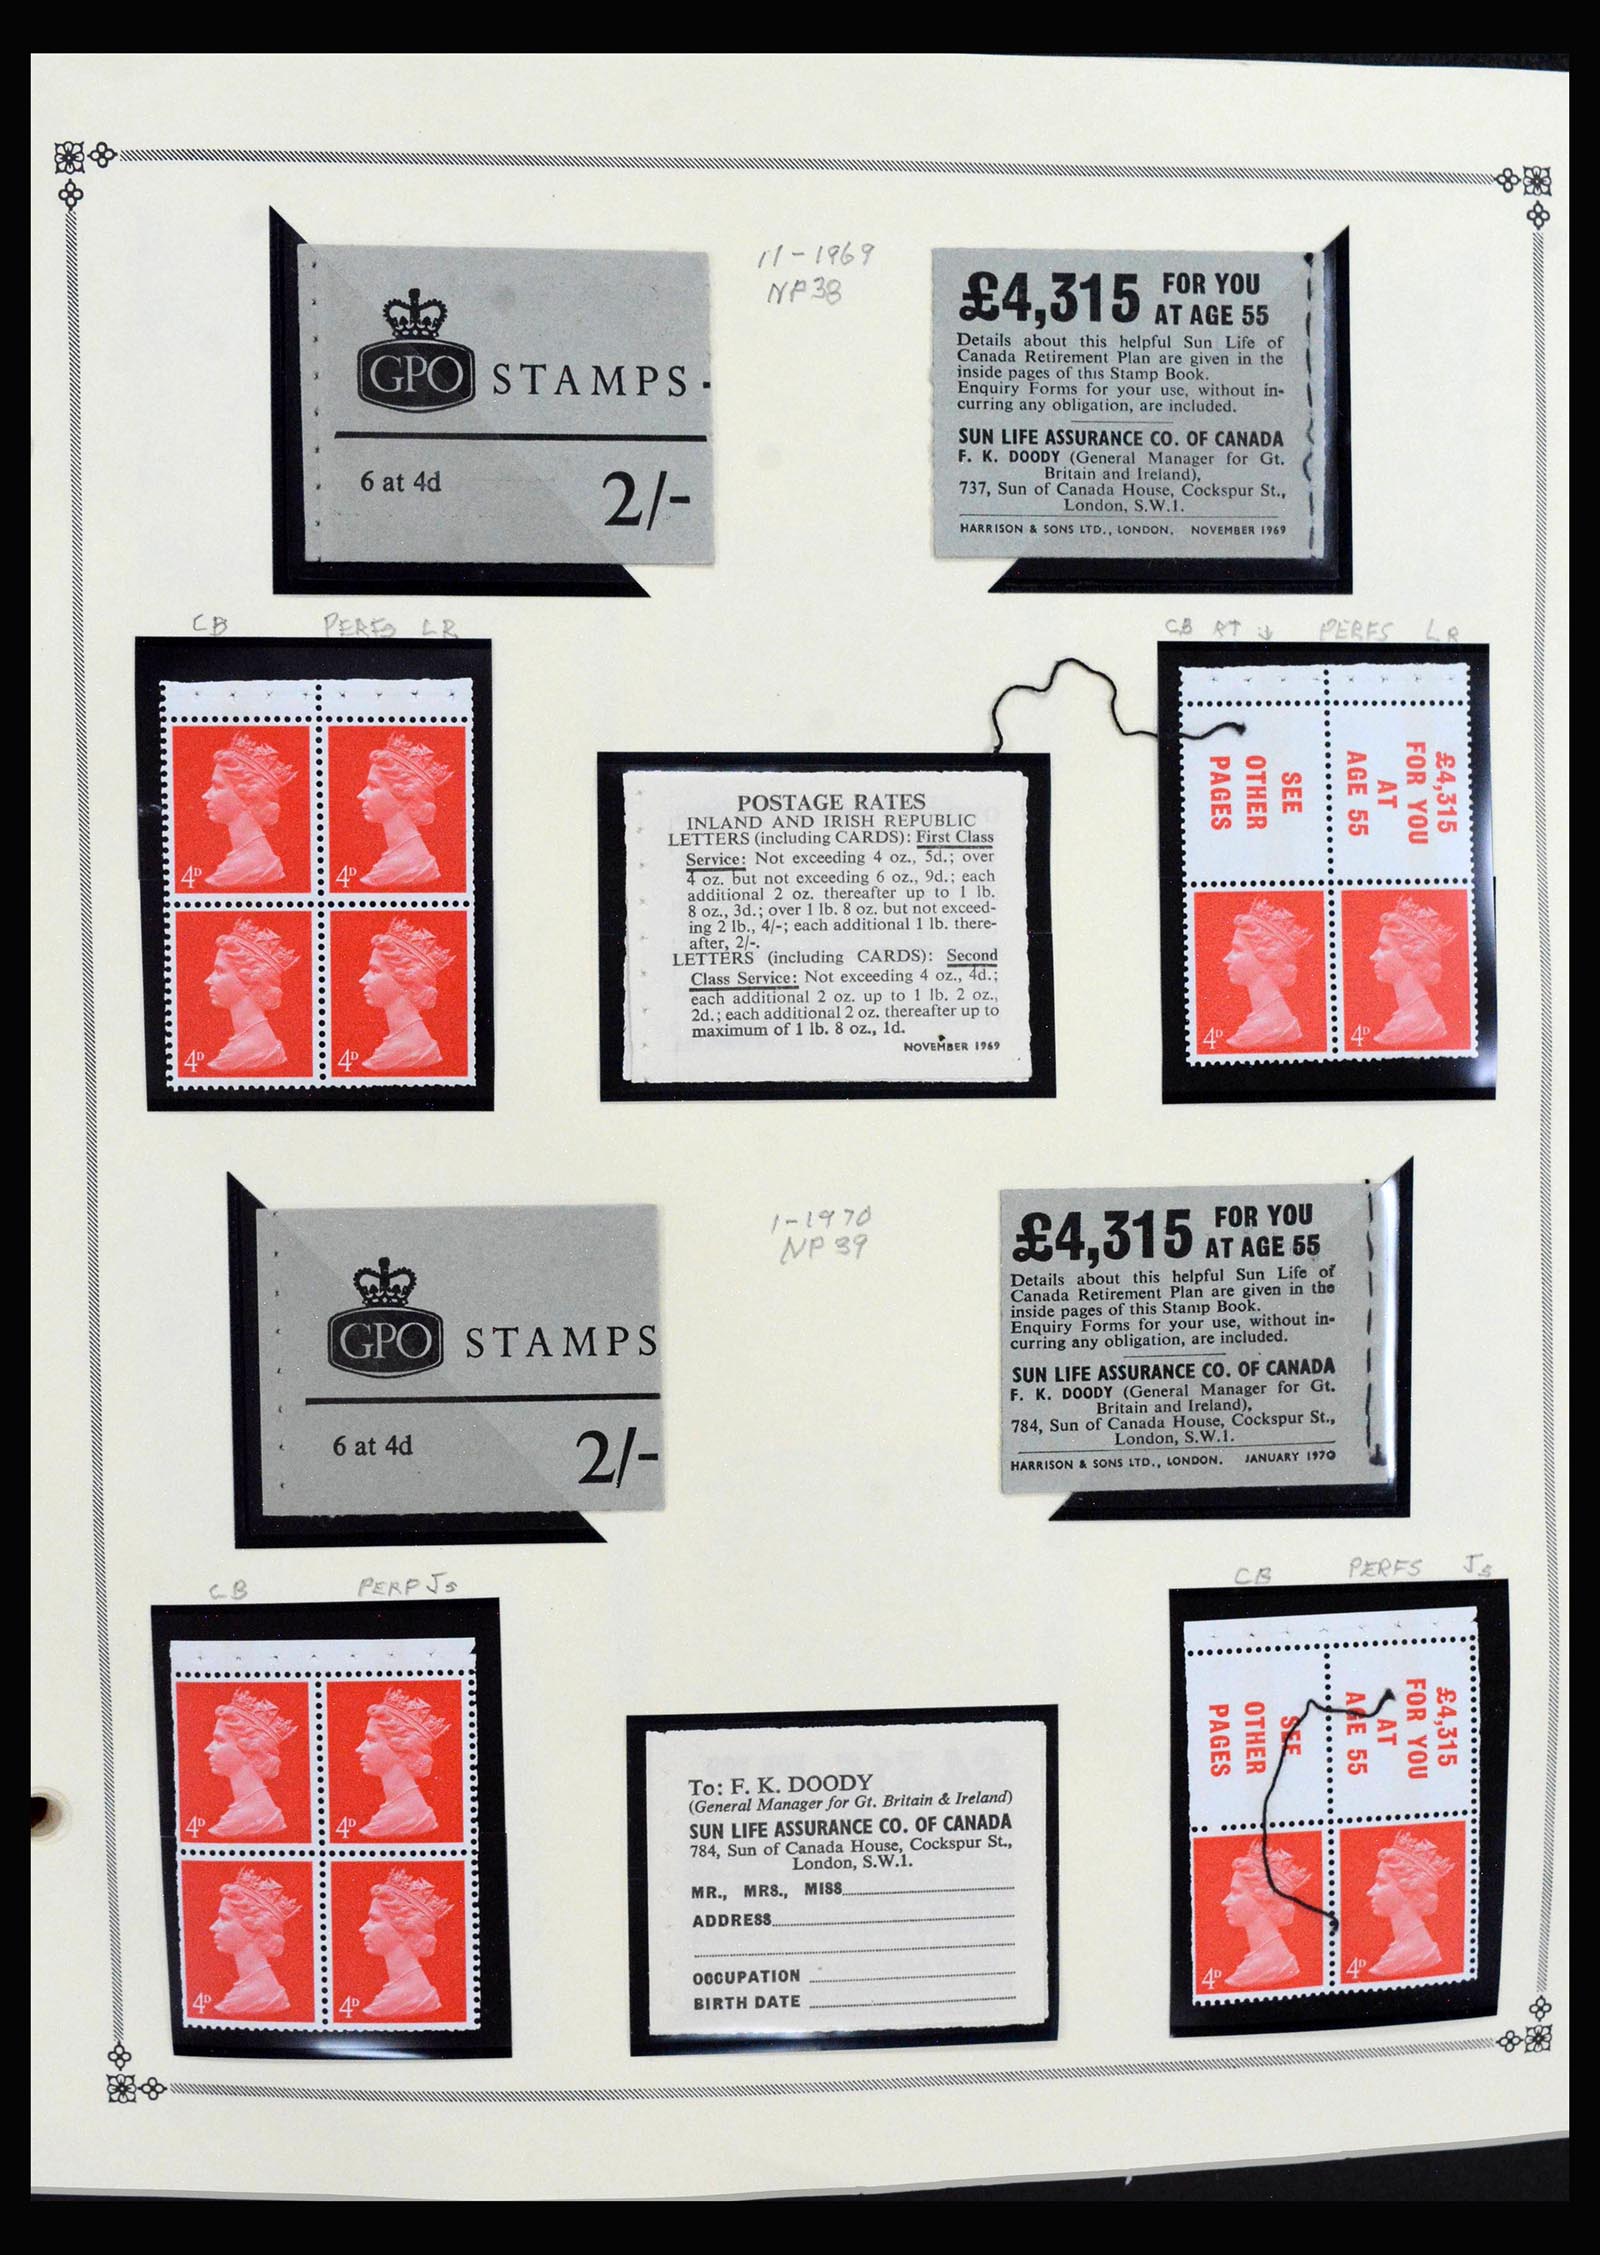 GPO STAMPS
6 at 4d
2/-
11-1969
NP38
£4,315 FOR YOU
AT AGE 55
Details about this helpful Sun Life of
Canada Retirement Plan are given in the
inside pages of this Stamp Book.
Enquiry Forms for your use, without in-
curring any obligation, are included.
SUN LIFE ASSURANCE CO. OF CANADA
F. K. DOODY (General Manager for Gt.
Britain and Ireland),
737, Sun of Canada House, Cockspur St.,
London, S.W.1.
HARRISON & SONS LTD., LONDON. NOVEMBER 1969
CB PERFS LR
4D 4D
4D 4D
POSTAGE RATES
INLAND AND IRISH REPUBLIC
LETTERS (including CARDS): First Class
Service: Not exceeding 4 oz., 5d.; over
4 oz. but not exceeding 6 oz., 9d.; each
additional 2 oz. thereafter up to 1 lb.
8 oz., 3d.; over 1 lb. 8 oz. but not exceed-
ing 2 lb., 4/-; each additional 1 lb. there-
after, 2/-.
LETTERS (including CARDS): Second
Class Service: Not exceeding 4 oz., 4d.;
each additional 2 oz. up to 1 lb. 2 oz.,
2d.; each additional 2 oz. thereafter up to
maximum of 1 lb. 8 oz., 1d.
NOVEMBER 1969
CB RT ↓ PERFS LR
£4,315
FOR YOU
AT
AGE 55
SEE
OTHER
PAGES
4D 4D
GPO STAMPS
6 at 4d
2/-
1-1970
NP39
£4,315 FOR YOU
AT AGE 55
Details about this helpful Sun Life of
Canada Retirement Plan are given in the
inside pages of this Stamp Book.
Enquiry Forms for your use, without in-
curring any obligation, are included.
SUN LIFE ASSURANCE CO. OF CANADA
F. K. DOODY (General Manager for Gt.
Britain and Ireland),
784, Sun of Canada House, Cockspur St.,
London, S.W.1.
HARRISON & SONS LTD., LONDON. JANUARY 1970
CB PERF Js
4D 4D
4D 4D
To: F. K. DOODY
(General Manager for Gt. Britain & Ireland)
SUN LIFE ASSURANCE CO. OF CANADA
784, Sun of Canada House, Cockspur St.,
London, S.W.1.
MR., MRS., MISS
ADDRESS
OCCUPATION
BIRTH DATE
CB PERFS Js
£4,315
FOR YOU
AT
AGE 55
SEE
OTHER
PAGES
4D 4D